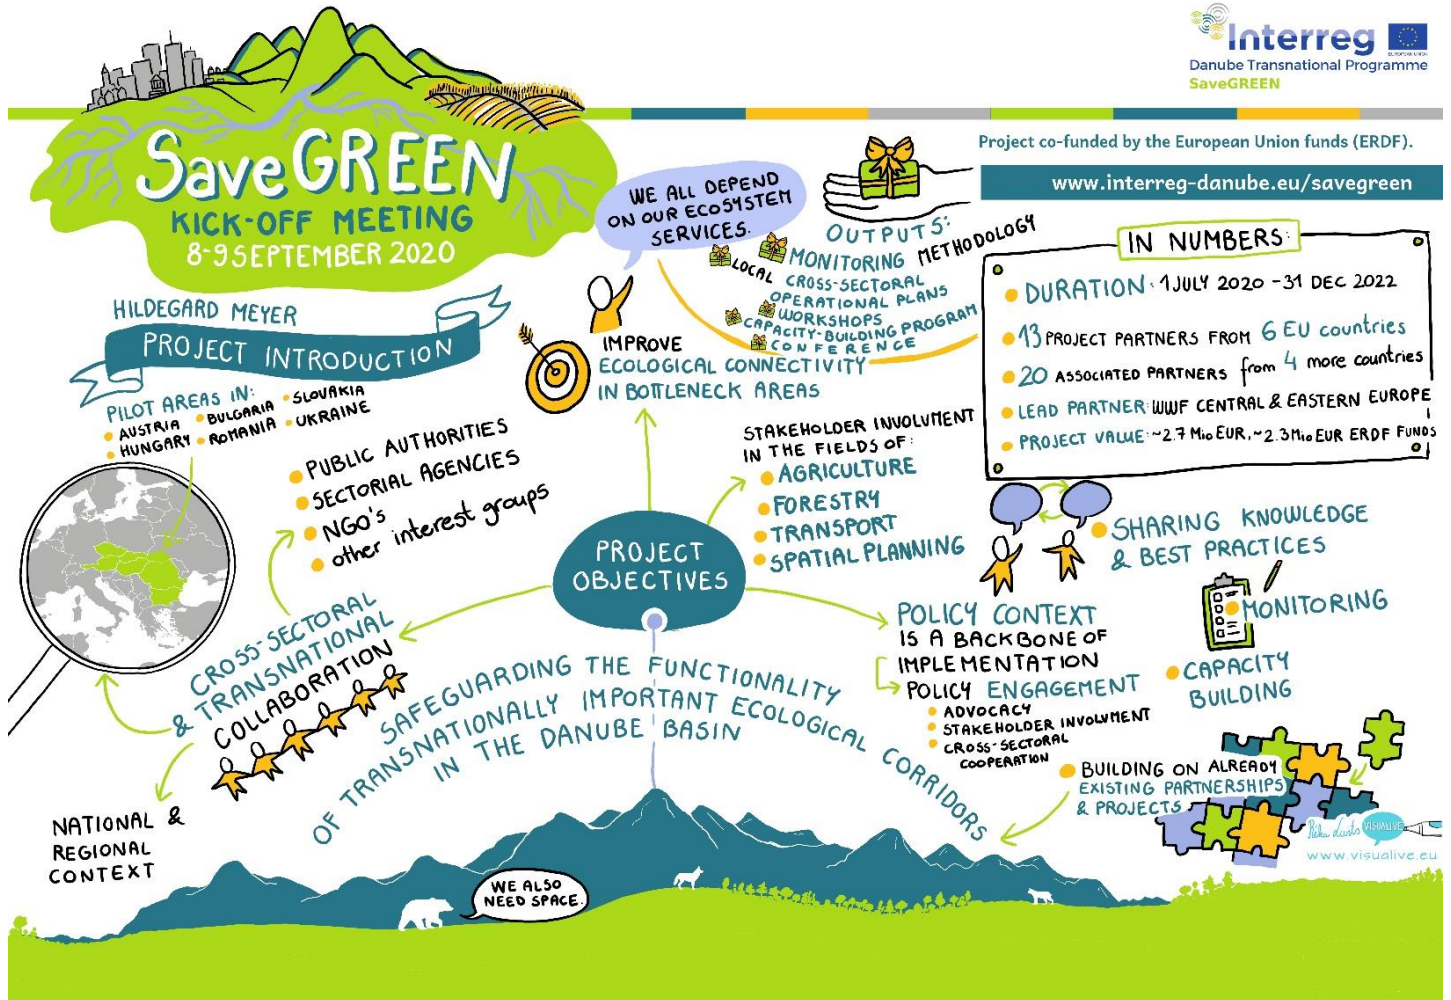 Interreg
EUROPEAN UNION
Danube Transnational Programme
SaveGREEN
Project co-funded by the European Union funds (ERDF).
www.interreg-danube.eu/savegreen
SaveGREEN
KICK-OFF MEETING
8-9 SEPTEMBER 2020
HILDEGARD MEYER
PROJECT INTRODUCTION
PILOT AREAS IN:
AUSTRIA
HUNGARY
BULGARIA
ROMANIA
SLOVAKIA
UKRAINE
WE ALL DEPEND
ON OUR ECOSYSTEM
SERVICES.
OUTPUTS:
MONITORING METHODOLOGY
LOCAL CROSS-SECTORAL
OPERATIONAL PLANS
WORKSHOPS
CAPACITY-BUILDING PROGRAM
CONFERENCE
IN NUMBERS:
DURATION: 1 JULY 2020 - 31 DEC 2022
13 PROJECT PARTNERS FROM 6 EU countries
20 ASSOCIATED PARTNERS from 4 more countries
LEAD PARTNER: WWF CENTRAL & EASTERN EUROPE
PROJECT VALUE: ~2.7 Mio EUR, ~2.3 Mio EUR ERDF FUNDS
IMPROVE
ECOLOGICAL CONNECTIVITY
IN BOTTLENECK AREAS
STAKEHOLDER INVOLVMENT
IN THE FIELDS OF:
AGRICULTURE
FORESTRY
TRANSPORT
SPATIAL PLANNING
PUBLIC AUTHORITIES
SECTORIAL AGENCIES
NGO's
other interest groups
PROJECT
OBJECTIVES
SHARING KNOWLEDGE
& BEST PRACTICES
MONITORING
CAPACITY
BUILDING
CROSS-SECTORAL
& TRANSNATIONAL
COLLABORATION
NATIONAL &
REGIONAL
CONTEXT
POLICY CONTEXT
IS A BACKBONE OF
IMPLEMENTATION
POLICY ENGAGEMENT
ADVOCACY
STAKEHOLDER INVOLVMENT
CROSS-SECTORAL
COOPERATION
BUILDING ON ALREADY
EXISTING PARTNERSHIPS
& PROJECTS
SAFEGUARDING THE FUNCTIONALITY
OF TRANSNATIONALLY IMPORTANT ECOLOGICAL CORRIDORS
IN THE DANUBE BASIN
WE ALSO
NEED SPACE.
VISUALIVE
www.visualive.eu